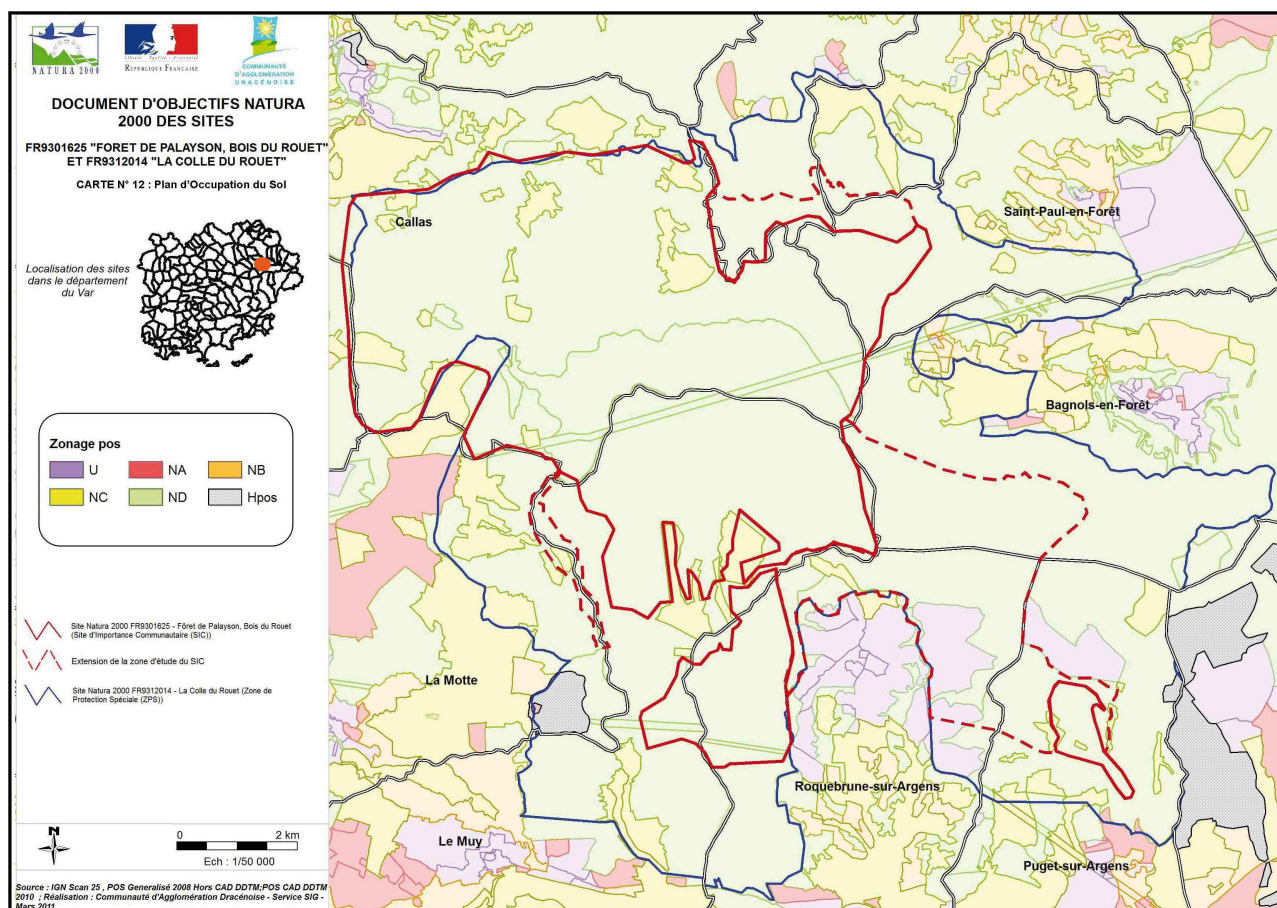 NATURA 2000
Liberté • Égalité • Fraternité
RÉPUBLIQUE FRANÇAISE
COMMUNAUTÉ
D'AGGLOMÉRATION
DRACÉNOISE
DOCUMENT D'OBJECTIFS NATURA
2000 DES SITES
FR9301625 "FORET DE PALAYSON, BOIS DU ROUET"
ET FR9312014 "LA COLLE DU ROUET"
CARTE N° 12 : Plan d'Occupation du Sol
Localisation des sites
dans le département
du Var
Zonage pos
U
NA
NB
NC
ND
Hpos
Site Natura 2000 FR9301625 - Fôret de Palayson, Bois du Rouet
(Site d'Importance Communautaire (SIC))
Extension de la zone d'étude du SIC
Site Natura 2000 FR9312014 - La Colle du Rouet (Zone de
Protection Spéciale (ZPS))
N
0 2 km
Ech : 1/50 000
Source : IGN Scan 25 , POS Generalisé 2008 Hors CAD DDTM;POS CAD DDTM
2010 ; Réalisation : Communauté d'Agglomération Dracénoise - Service SIG -
Mars 2011
Callas
Saint-Paul-en-Forêt
Bagnols-en-Forêt
La Motte
Roquebrune-sur-Argens
Le Muy
Puget-sur-Argens